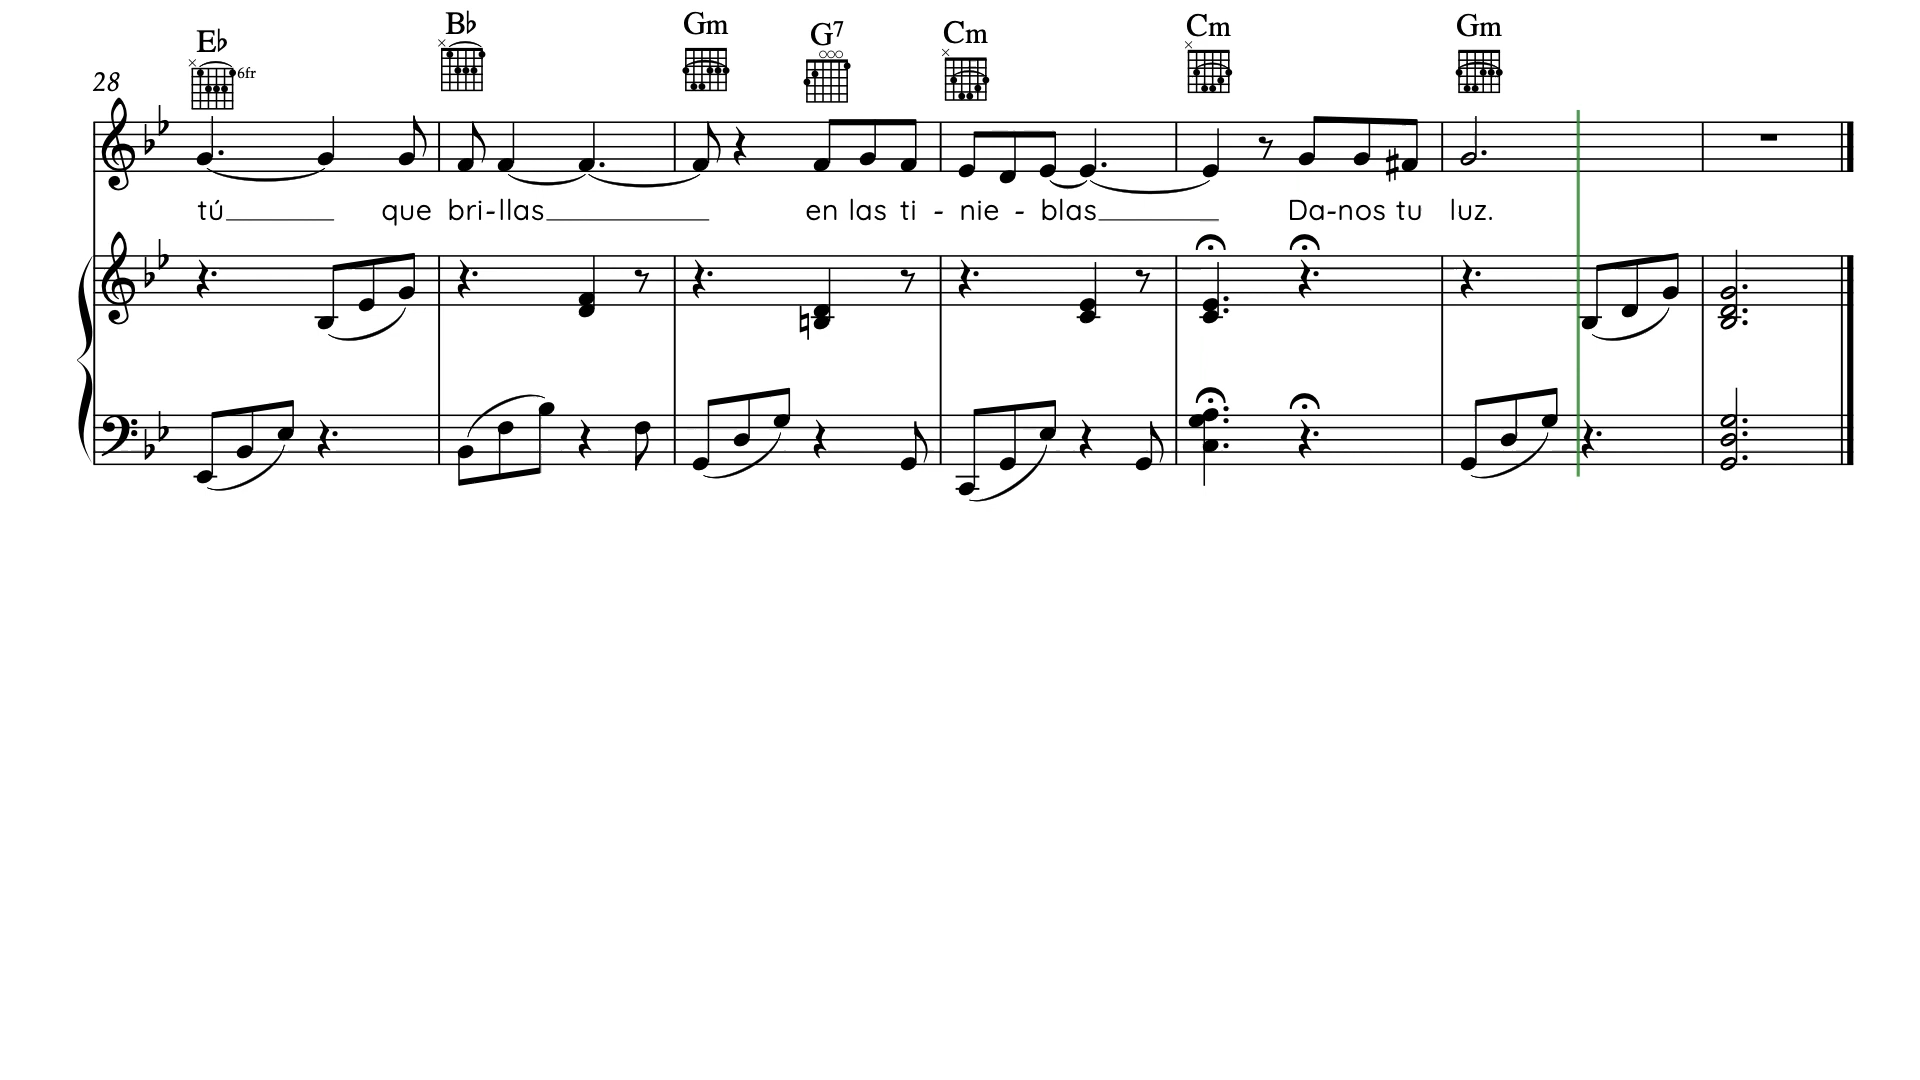 E♭ B♭ Gm G7 Cm Cm Gm
6fr
28
tú que bri-llas en las ti - nie - blas Da-nos tu luz.